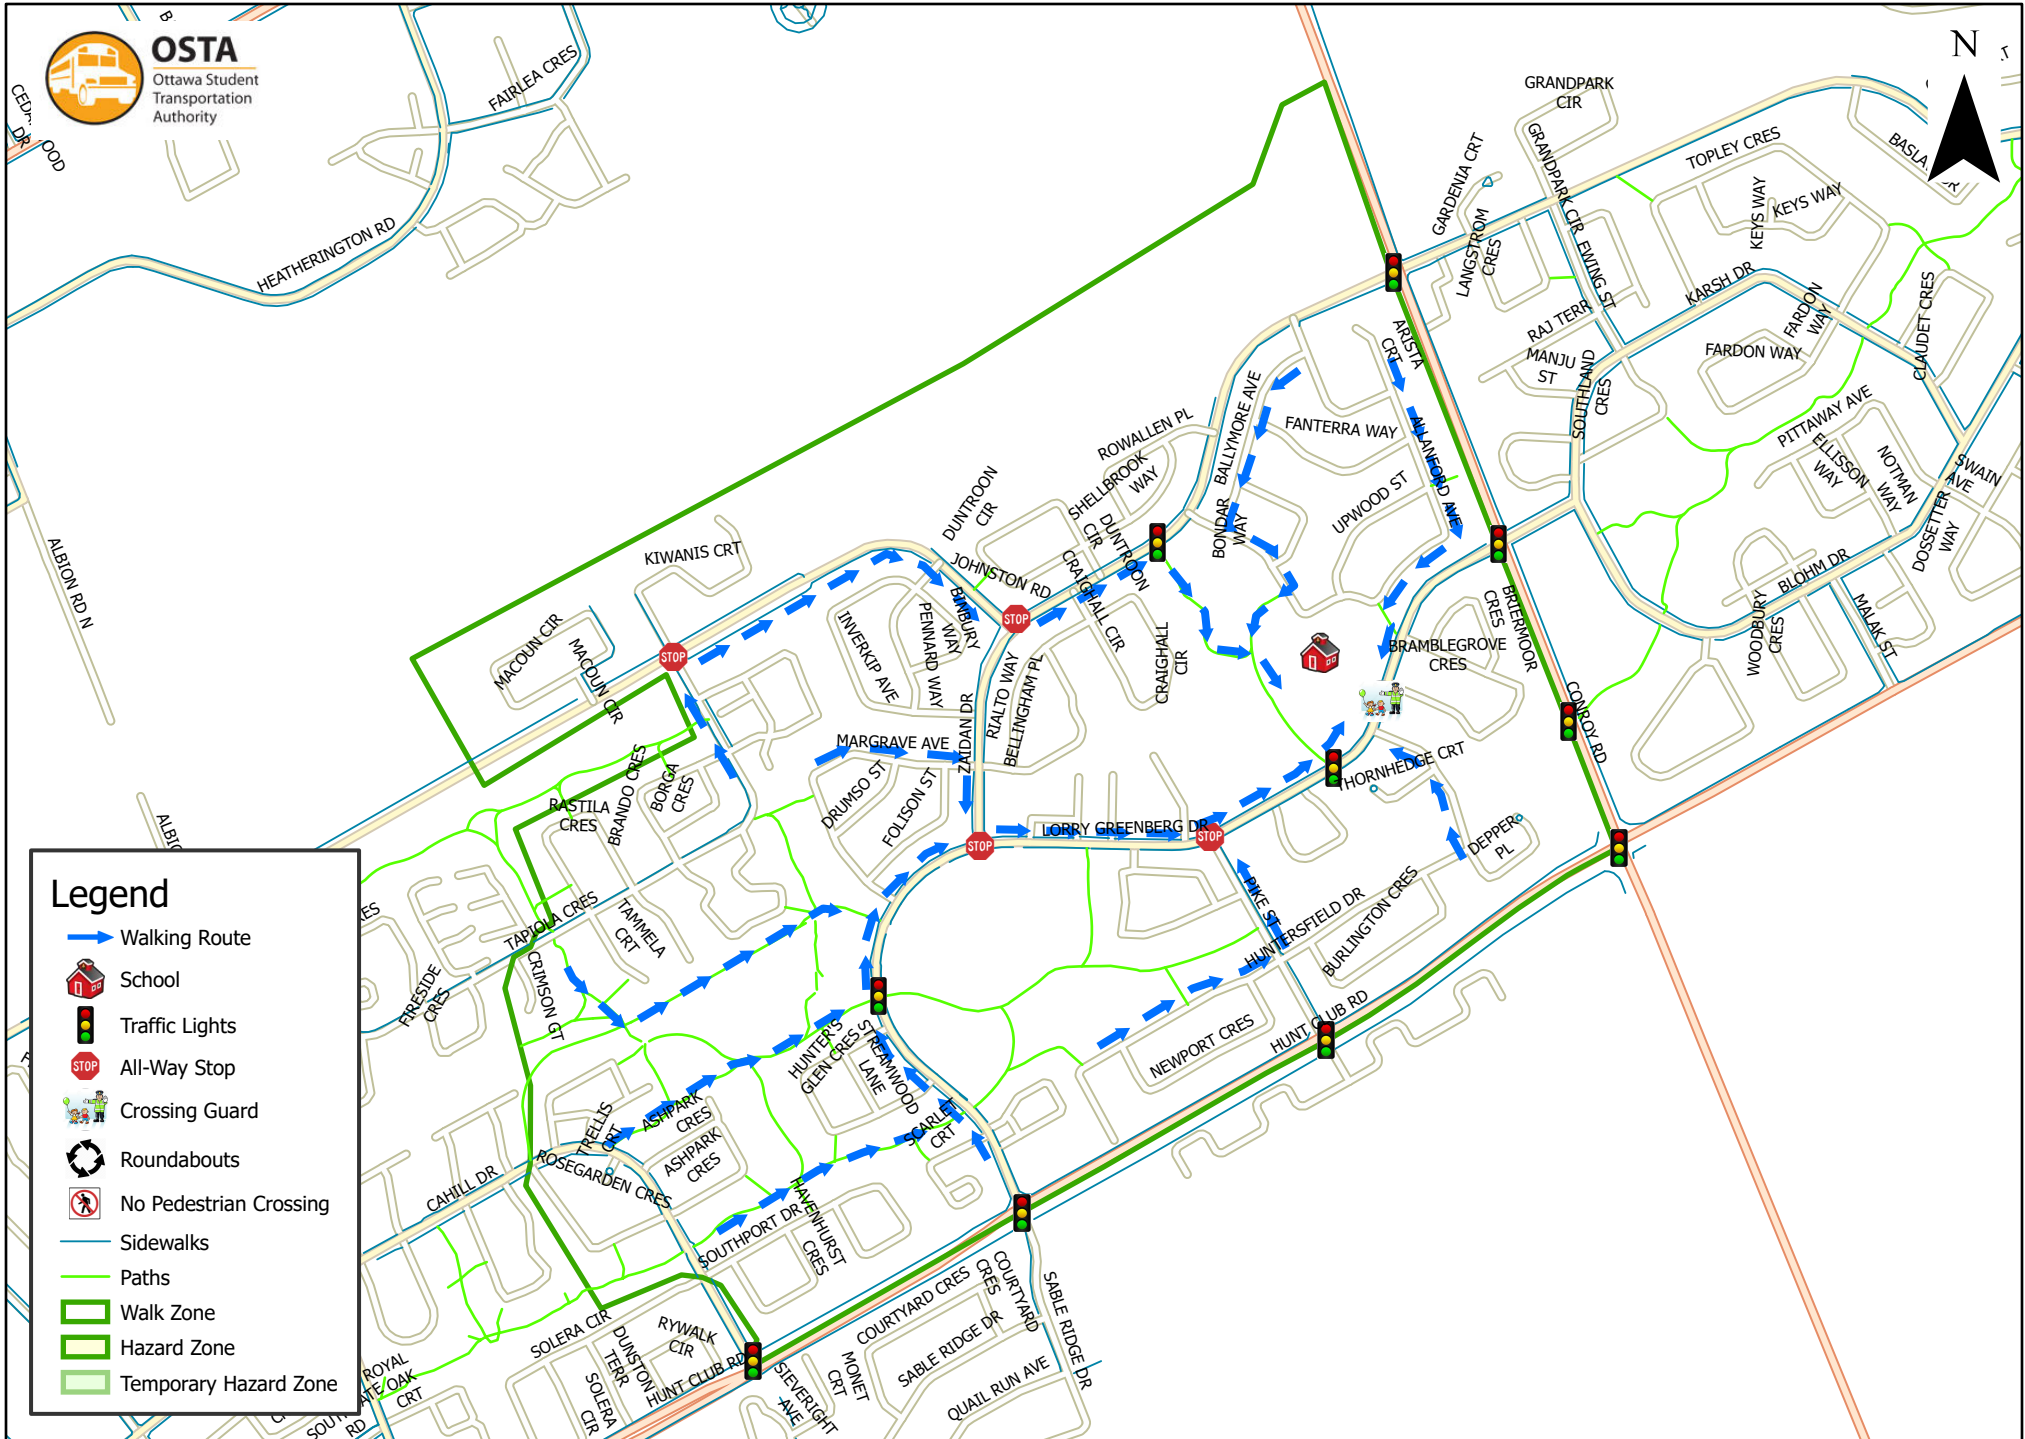 OSTA
Ottawa Student
Transportation
Authority
N
FAIRLEA CRES
HEATHERINGTON RD
ALBION RD N
GRANDPARK
CIR
GRANDPARK CIR
GARDENIA CRT
LANGSTROM
CRES
TOPLEY CRES
KEYS WAY
KEYS WAY
EWING ST
RAJ TERR
MANJU
ST
KARSH DR
FARDON
WAY
FARDON WAY
CLAUDET CRES
SOUTHLAND
CRES
PITTAWAY AVE
ELLISSON
WAY
NOTMAN
WAY
SWAIN
AVE
DOSSETTER
WAY
BLOHM DR
MALAK ST
WOODBURY
CRES
ARISTA
CRT
ALLANFORD AVE
FANTERRA WAY
UPWOOD ST
BALLYMORE AVE
BONDAR
WAY
ROWALLEN PL
SHELLBROOK
WAY
DUNTROON
CIR
DUNTROON
CIR
JOHNSTON RD
CRAIGHALL CIR
CRAIGHALL
CIR
KIWANIS CRT
MACOUN CIR
MACOUN CIR
INVERKIP AVE
PENNARD WAY
BINBURY
WAY
RIALTO WAY
BELLINGHAM PL
ZAIDAN DR
MARGRAVE AVE
DRUMSO ST
FOLISON ST
BRIERMOOR
CRES
BRAMBLEGROVE
CRES
CONROY RD
THORNHEDGE CRT
DEPPER
PL
LORRY GREENBERG DR
PIKE ST
HUNTERSFIELD DR
BURLINGTON CRES
NEWPORT CRES
HUNT CLUB RD
STOP
STOP
STOP
STOP
RASTILA
CRES
BRANDO CRES
BORGA
CRES
TAPIOLA CRES
TAMMELA
CRT
CRIMSON GT
FIRESIDE
CRES
HUNTER'S
GLEN CRES
STREAMWOOD
LANE
SCARLET
CRT
TRELLIS
CRT
ASHPARK
CRES
ASHPARK
CRES
ROSEGARDEN CRES
CAHILL DR
HAVENHURST
CRES
SOUTHPORT DR
SOLERA CIR
SOLERA
CIR
DUNSTON
TERR
RYWALK
CIR
HUNT CLUB RD
SIEVERIGHT
AVE
MONET
CRT
COURTYARD CRES
COURTYARD
CRES
SABLE RIDGE DR
SABLE RIDGE DR
QUAIL RUN AVE
Legend
Walking Route
School
Traffic Lights
STOP
All-Way Stop
Crossing Guard
Roundabouts
No Pedestrian Crossing
Sidewalks
Paths
Walk Zone
Hazard Zone
Temporary Hazard Zone